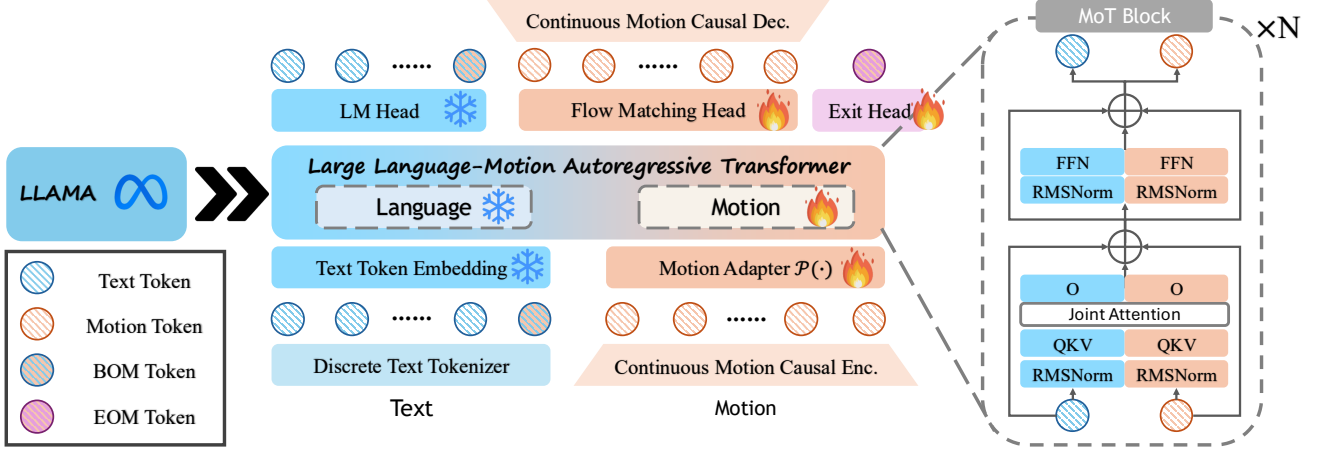 Continuous Motion Causal Dec.
MoT Block
×N
......
......
LM Head
Flow Matching Head
Exit Head
LLAMA
Large Language-Motion Autoregressive Transformer
Language
Motion
Text Token Embedding
Motion Adapter 𝒫(·)
......
......
Discrete Text Tokenizer
Continuous Motion Causal Enc.
Text
Motion
Text Token
Motion Token
BOM Token
EOM Token
FFN
FFN
RMSNorm
RMSNorm
O
O
Joint Attention
QKV
QKV
RMSNorm
RMSNorm